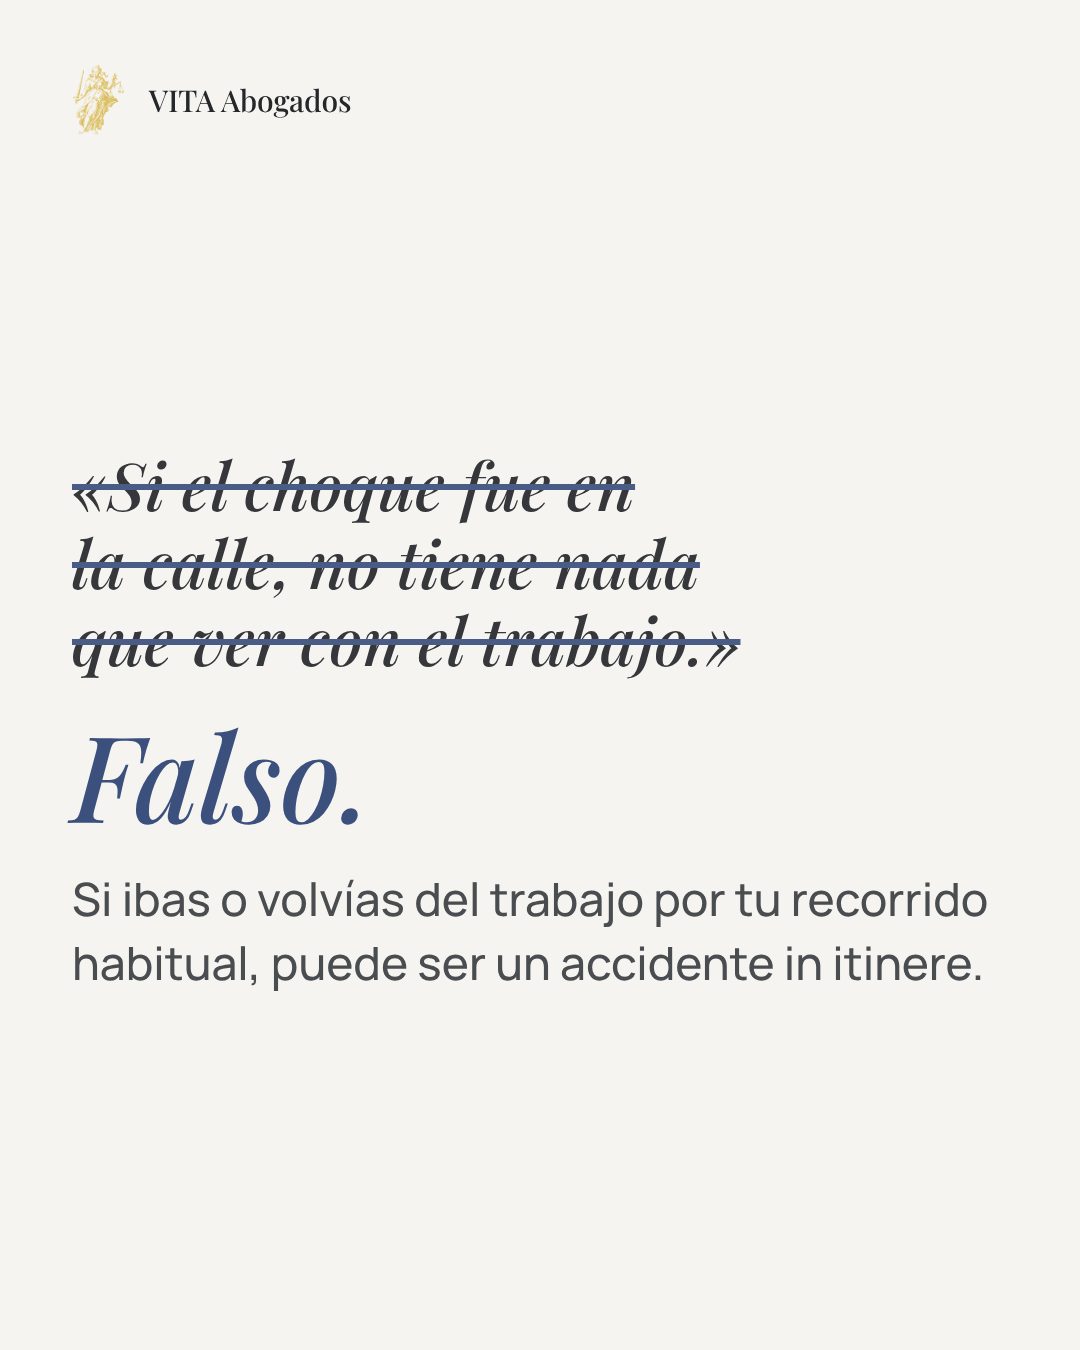 VITA Abogados
«Si el choque fue en
la calle, no tiene nada
que ver con el trabajo.»
Falso.
Si ibas o volvías del trabajo por tu recorrido
habitual, puede ser un accidente in itinere.